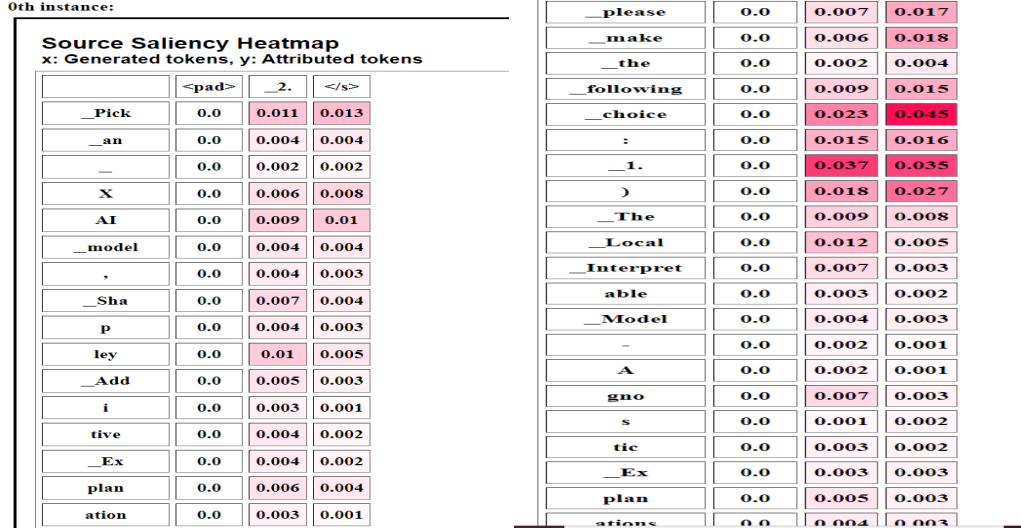 0th instance:
Source Saliency Heatmap
x: Generated tokens, y: Attributed tokens
<pad> _2. </s>
_Pick 0.0 0.011 0.013
_an 0.0 0.004 0.004
_ 0.0 0.002 0.002
X 0.0 0.006 0.008
AI 0.0 0.009 0.01
_model 0.0 0.004 0.004
, 0.0 0.004 0.003
_Sha 0.0 0.007 0.004
p 0.0 0.004 0.003
ley 0.0 0.01 0.005
_Add 0.0 0.005 0.003
i 0.0 0.003 0.001
tive 0.0 0.004 0.002
_Ex 0.0 0.004 0.002
plan 0.0 0.006 0.004
ation 0.0 0.003 0.001
_please 0.0 0.007 0.017
_make 0.0 0.006 0.018
_the 0.0 0.002 0.004
_following 0.0 0.009 0.015
_choice 0.0 0.023 0.045
: 0.0 0.015 0.016
_1. 0.0 0.037 0.035
) 0.0 0.018 0.027
_The 0.0 0.009 0.008
_Local 0.0 0.012 0.005
_Interpret 0.0 0.007 0.003
able 0.0 0.003 0.002
_Model 0.0 0.004 0.003
- 0.0 0.002 0.001
A 0.0 0.002 0.001
gno 0.0 0.007 0.003
s 0.0 0.001 0.002
tic 0.0 0.003 0.002
_Ex 0.0 0.003 0.003
plan 0.0 0.005 0.003
ations 0.0 0.004 0.003